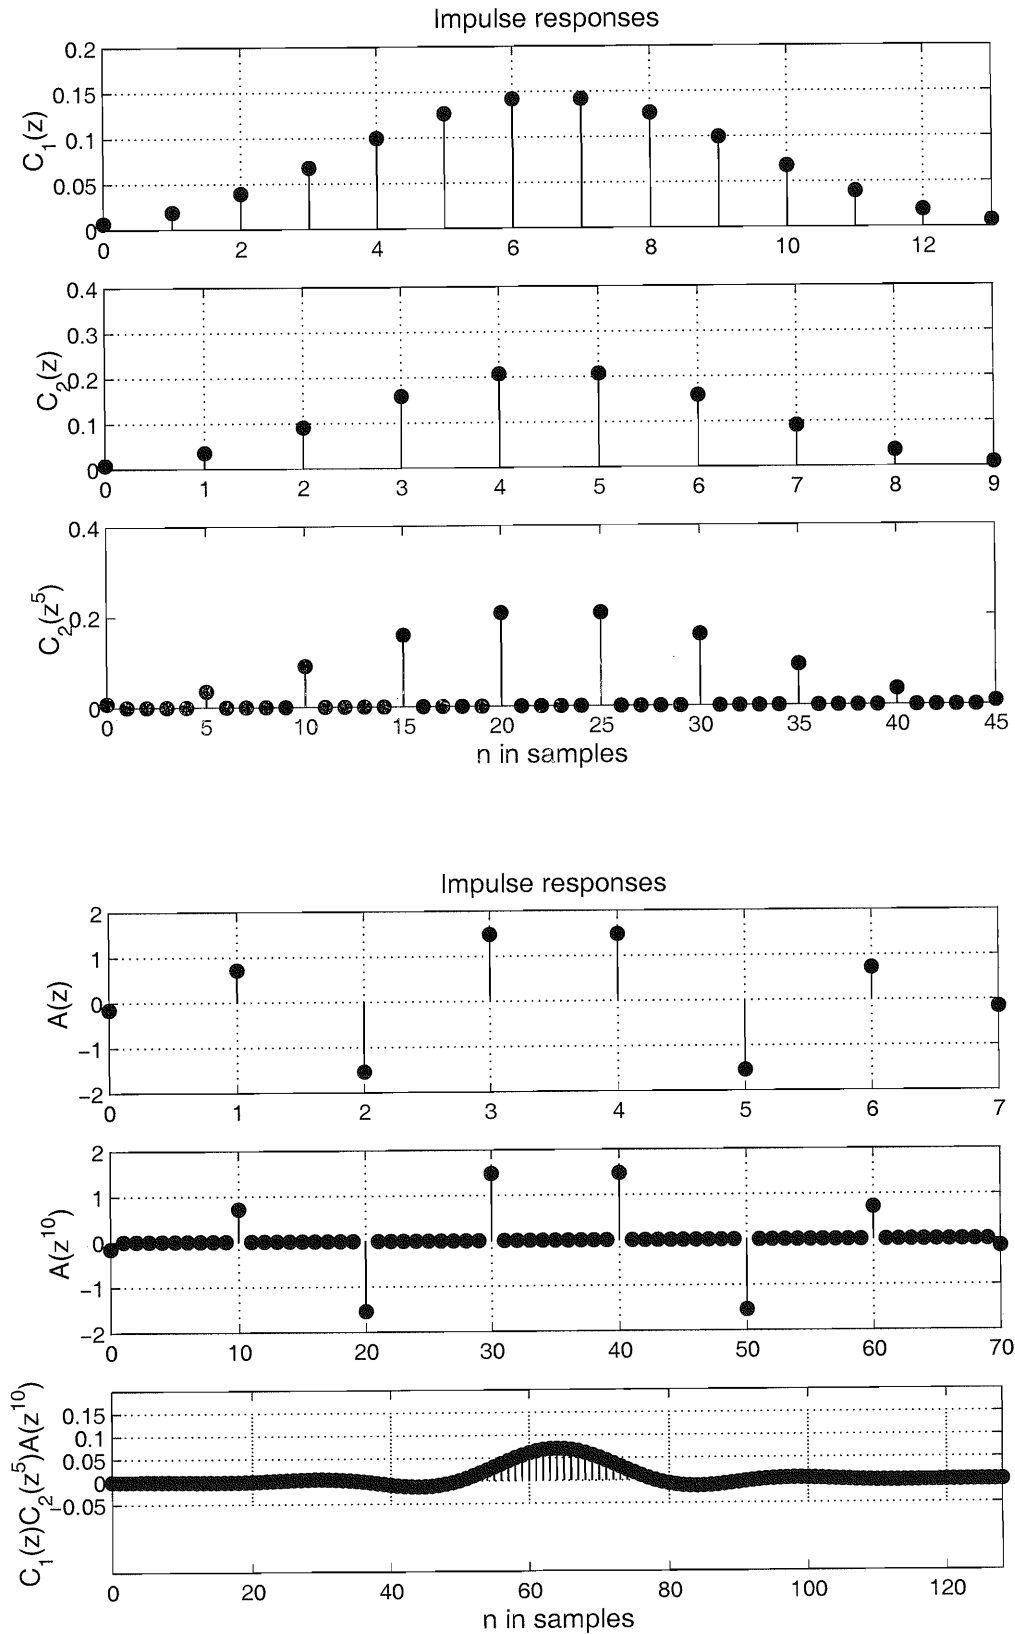 Impulse responses
C1(z)
0.2
0.15
0.1
0.05
0
0 2 4 6 8 10 12
C2(z)
0.4
0.3
0.2
0.1
0
0 1 2 3 4 5 6 7 8 9
C2(z^5)
0.4
0.2
0
0 5 10 15 20 25 30 35 40 45
n in samples
Impulse responses
A(z)
2
1
0
−1
−2
0 1 2 3 4 5 6 7
A(z^10)
2
1
0
−1
−2
0 10 20 30 40 50 60 70
C1(z)C2(z^5)A(z^10)
0.15
0.1
0.05
0
−0.05
0 20 40 60 80 100 120
n in samples